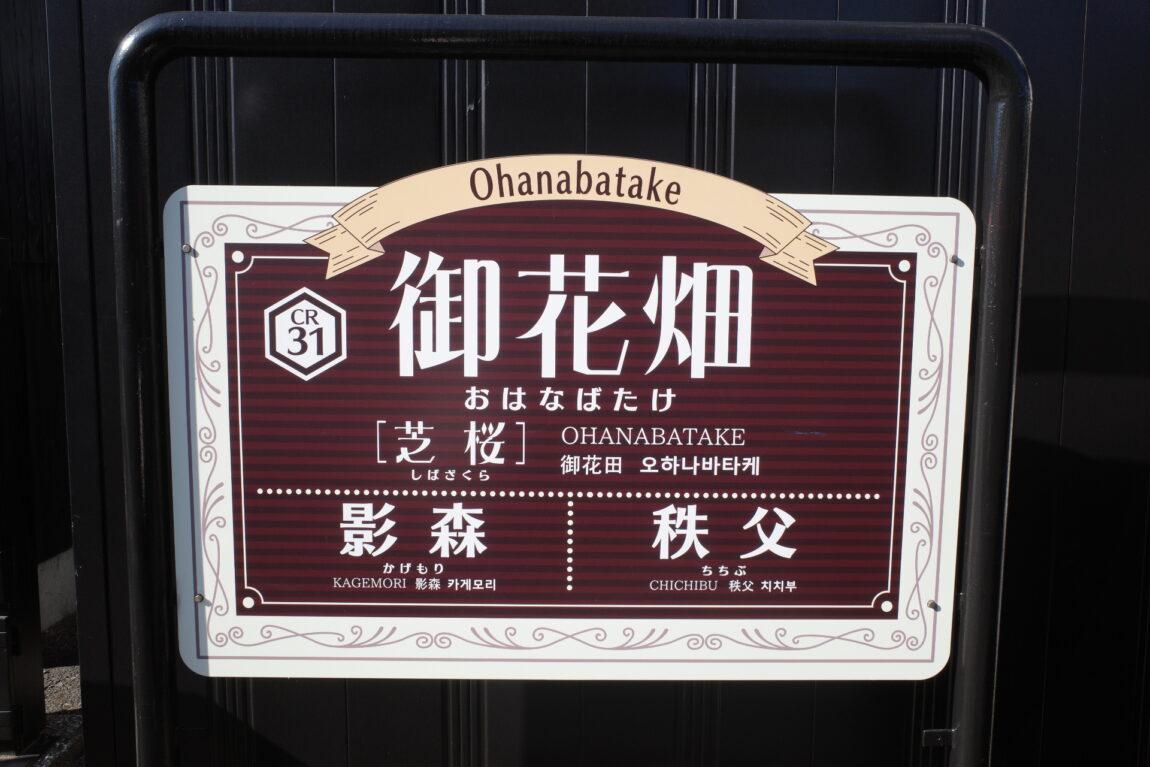 Ohanabatake
CR
31
御花畑
おはなばたけ
[芝桜]
しばざくら
OHANABATAKE
御花田 오하나바타케
影森
かげもり
KAGEMORI 影森 카게모리
秩父
ちちぶ
CHICHIBU 秩父 치치부